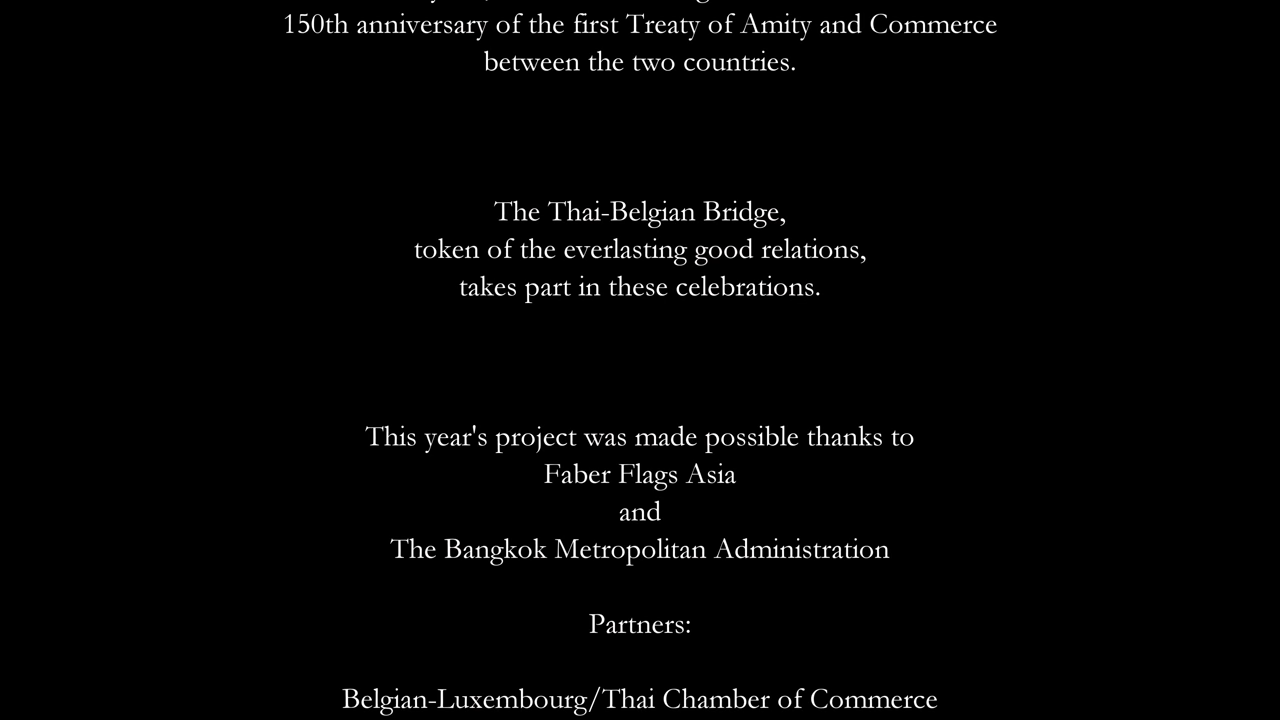 150th anniversary of the first Treaty of Amity and Commerce
between the two countries.
The Thai-Belgian Bridge,
token of the everlasting good relations,
takes part in these celebrations.
This year's project was made possible thanks to
Faber Flags Asia
and
The Bangkok Metropolitan Administration
Partners:
Belgian-Luxembourg/Thai Chamber of Commerce